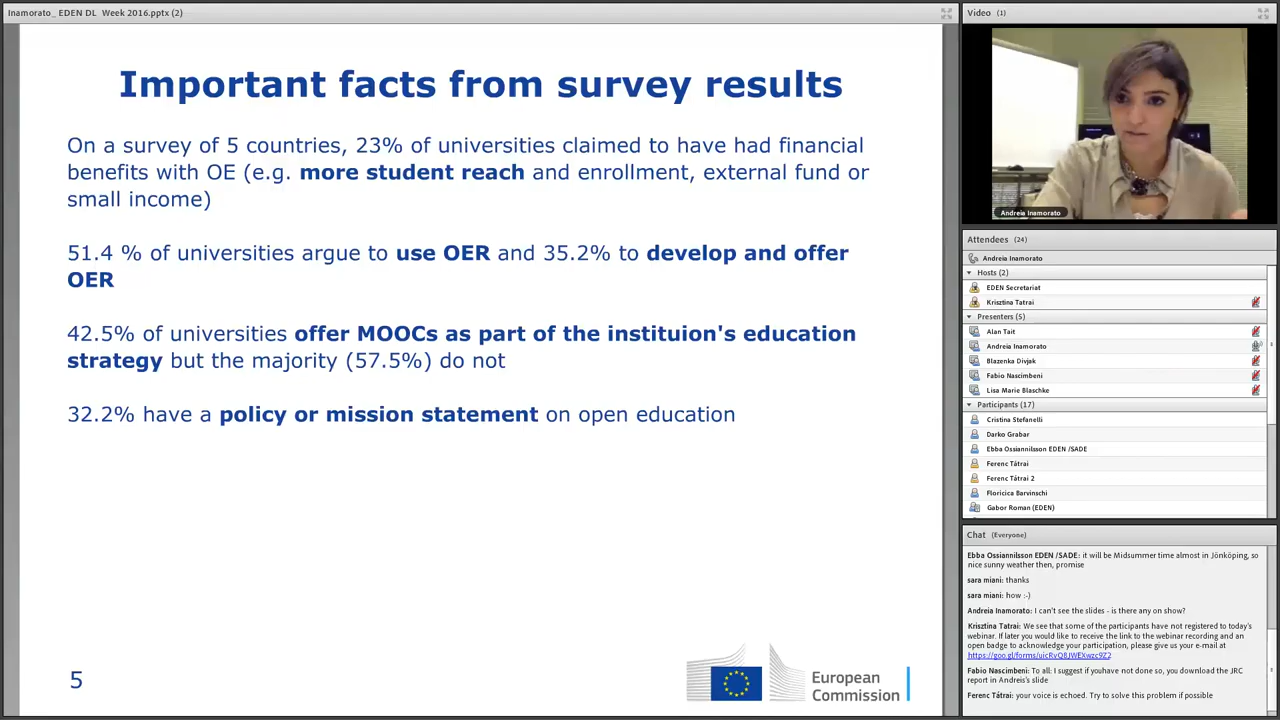 Inamorato_ EDEN DL Week 2016.pptx (2)
Important facts from survey results
On a survey of 5 countries, 23% of universities claimed to have had financial
benefits with OE (e.g. more student reach and enrollment, external fund or
small income)
51.4 % of universities argue to use OER and 35.2% to develop and offer
OER
42.5% of universities offer MOOCs as part of the instituion's education
strategy but the majority (57.5%) do not
32.2% have a policy or mission statement on open education
5
European
Commission
Video (1)
Andreia Inamorato
Attendees (24)
Andreia Inamorato
Hosts (2)
EDEN Secretariat
Krisztina Tatrai
Presenters (5)
Alan Tait
Andreia Inamorato
Blazenka Divjak
Fabio Nascimbeni
Lisa Marie Blaschke
Participants (17)
Cristina Stefanelli
Darko Grabar
Ebba Ossiannilsson EDEN /SADE
Ferenc Tátrai
Ferenc Tátrai 2
Floricica Barvinschi
Gabor Roman (EDEN)
Chat (Everyone)
Ebba Ossiannilsson EDEN /SADE: it will be Midsummer time almost in Jönköping, so
nice sunny weather then, promise
sara miani: thanks
sara miani: how :-)
Andreia Inamorato: I can't see the slides - is there any on show?
Krisztina Tatrai: We see that some of the participants have not registered to today's
webinar. If later you would like to receive the link to the webinar recording and an
open badge to acknowledge your participation, please give us your e-mail at
Fabio Nascimbeni: To all: I suggest if youhave not done so, you download the JRC
report in Andreis's slide
Ferenc Tátrai: your voice is echoed. Try to solve this problem if possible